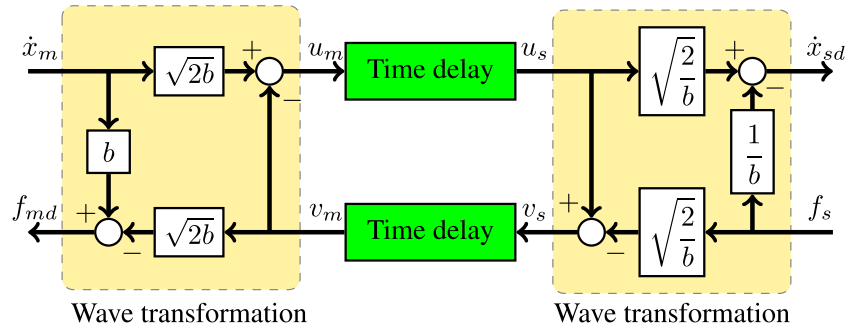 ẋ_m
√2b
+
−
u_m
Time delay
u_s
√(2/b)
+
−
ẋ_sd
b
1/b
f_md
+
−
√2b
v_m
Time delay
v_s
+
−
√(2/b)
f_s
Wave transformation
Wave transformation